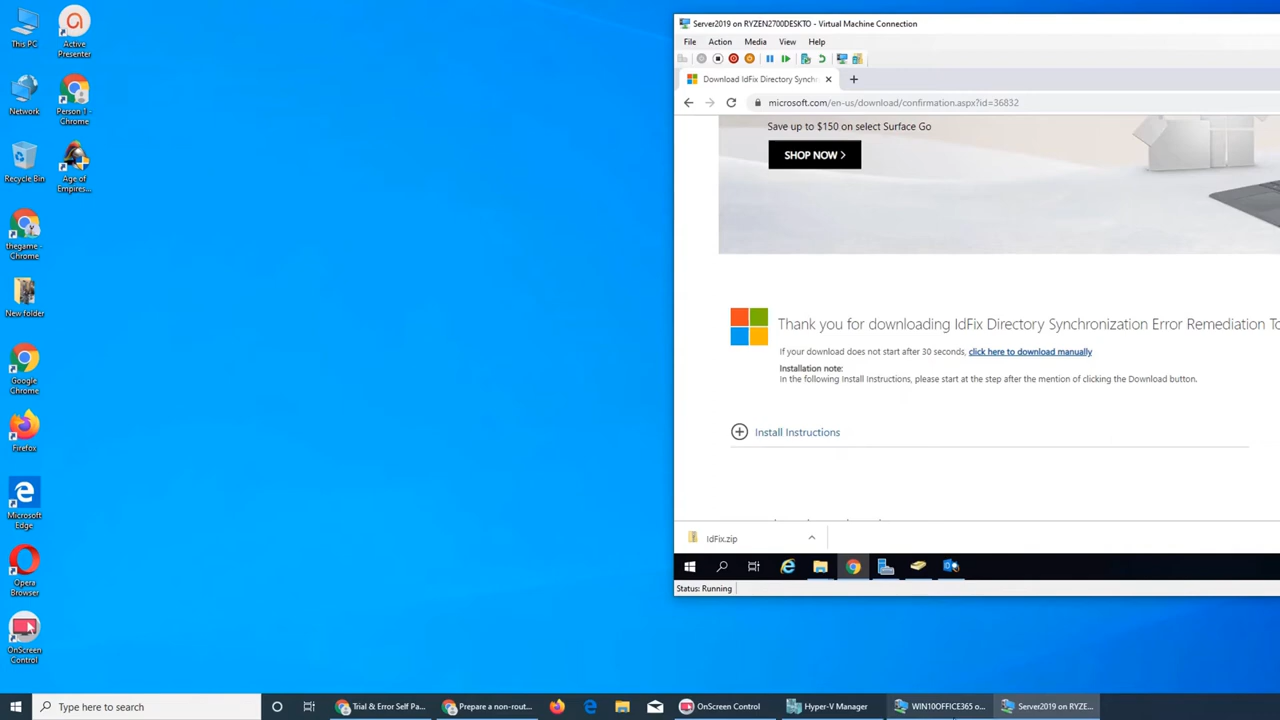 This PC
Active
Presenter
Network
Person 1 -
Chrome
Recycle Bin
Age of
Empires...
thegame -
Chrome
New folder
Google
Chrome
Firefox
Microsoft
Edge
Opera
Browser
OnScreen
Control
Server2019 on RYZEN2700DESKTO - Virtual Machine Connection
File Action Media View Help
Download IdFix Directory Synchr
microsoft.com/en-us/download/confirmation.aspx?id=36832
Save up to $150 on select Surface Go
SHOP NOW >
Thank you for downloading IdFix Directory Synchronization Error Remediation To
If your download does not start after 30 seconds, click here to download manually
Installation note:
In the following Install Instructions, please start at the step after the mention of clicking the Download button.
Install Instructions
IdFix.zip
Status: Running
Type here to search
Trial & Error Self Pa...
Prepare a non-rout...
OnScreen Control
Hyper-V Manager
WIN10OFFICE365 o...
Server2019 on RYZE...